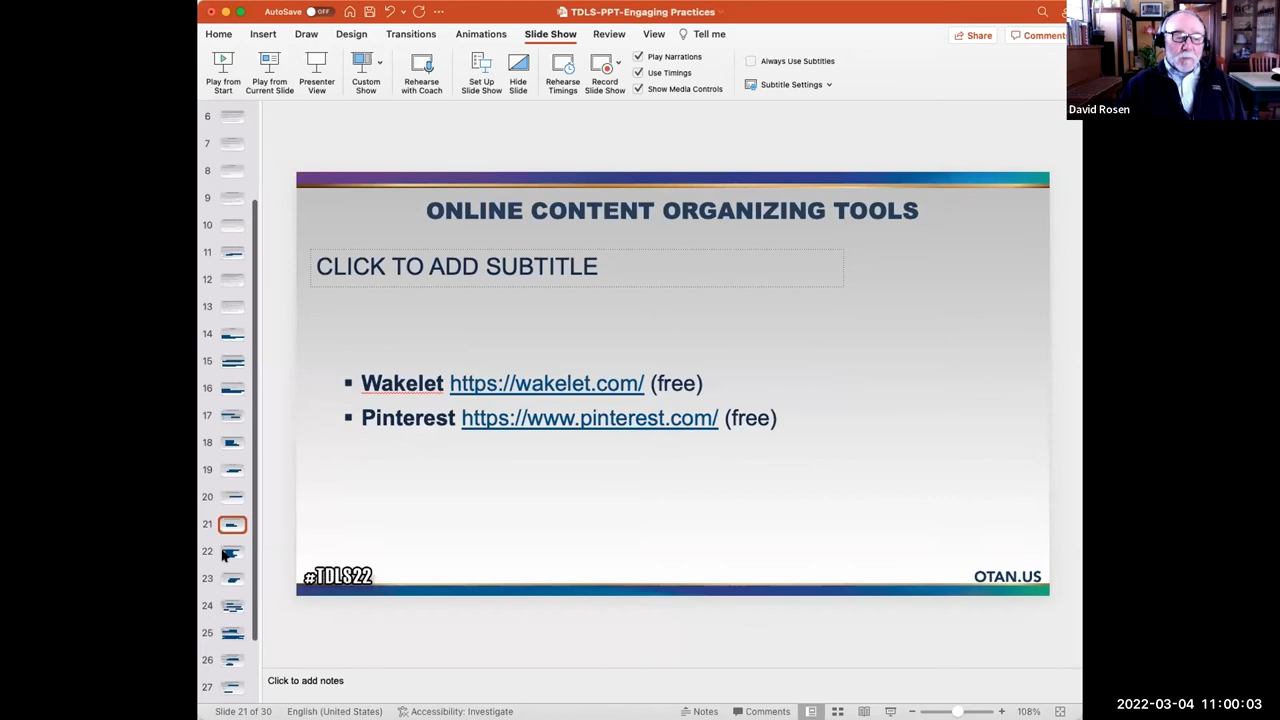 AutoSave OFF
TDLS-PPT-Engaging Practices
Home Insert Draw Design Transitions Animations Slide Show Review View Tell me
Share Comment
Play from Start
Play from Current Slide
Presenter View
Custom Show
Rehearse with Coach
Set Up Slide Show
Hide Slide
Rehearse Timings
Record Slide Show
Play Narrations
Use Timings
Show Media Controls
Always Use Subtitles
Subtitle Settings
David Rosen
6
7
8
9
10
11
12
13
14
15
16
17
18
19
20
21
22
23
24
25
26
27
ONLINE CONTENT ORGANIZING TOOLS
CLICK TO ADD SUBTITLE
▪ Wakelet https://wakelet.com/ (free)
▪ Pinterest https://www.pinterest.com/ (free)
#TDLS22
OTAN.US
Click to add notes
Slide 21 of 30 English (United States) Accessibility: Investigate Notes Comments 108%
2022-03-04 11:00:03